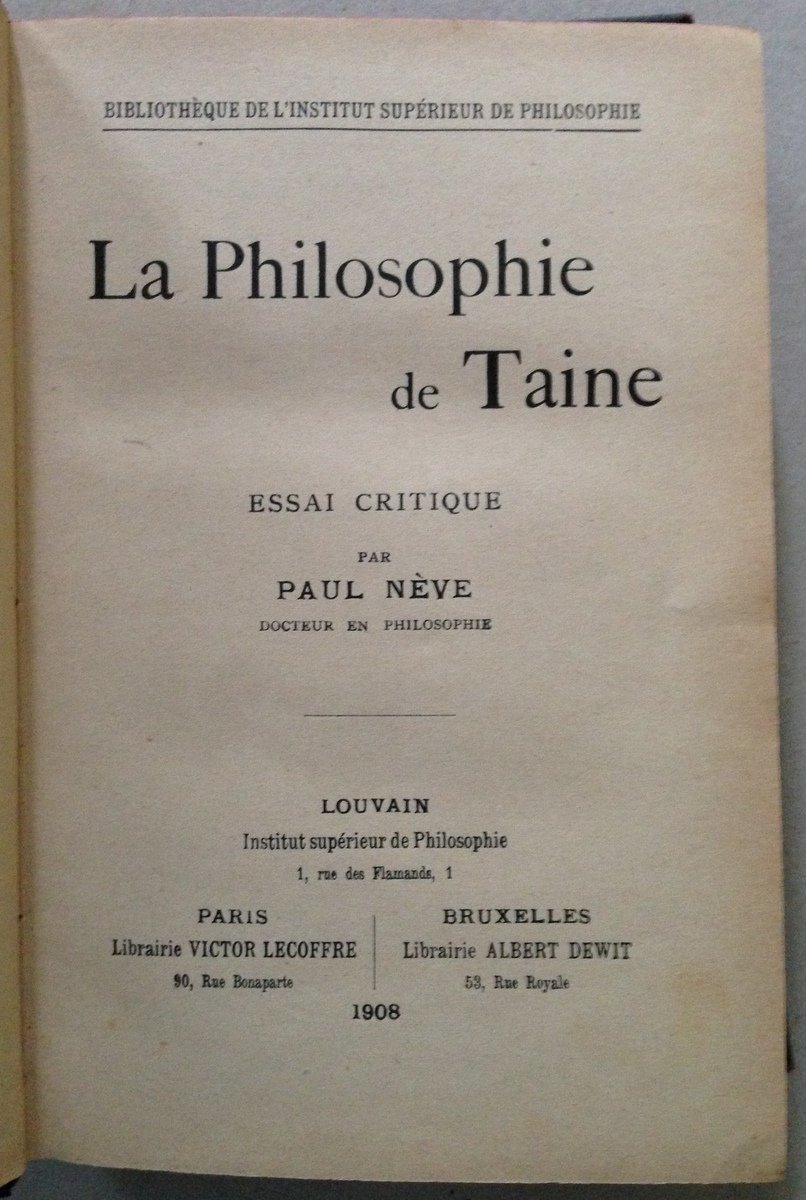 BIBLIOTHÈQUE DE L'INSTITUT SUPÉRIEUR DE PHILOSOPHIE
La Philosophie
de Taine
ESSAI CRITIQUE
PAR
PAUL NÈVE
DOCTEUR EN PHILOSOPHIE
LOUVAIN
Institut supérieur de Philosophie
1, rue des Flamands, 1
PARIS
Librairie VICTOR LECOFFRE
90, Rue Bonaparte
BRUXELLES
Librairie ALBERT DEWIT
53, Rue Royale
1908